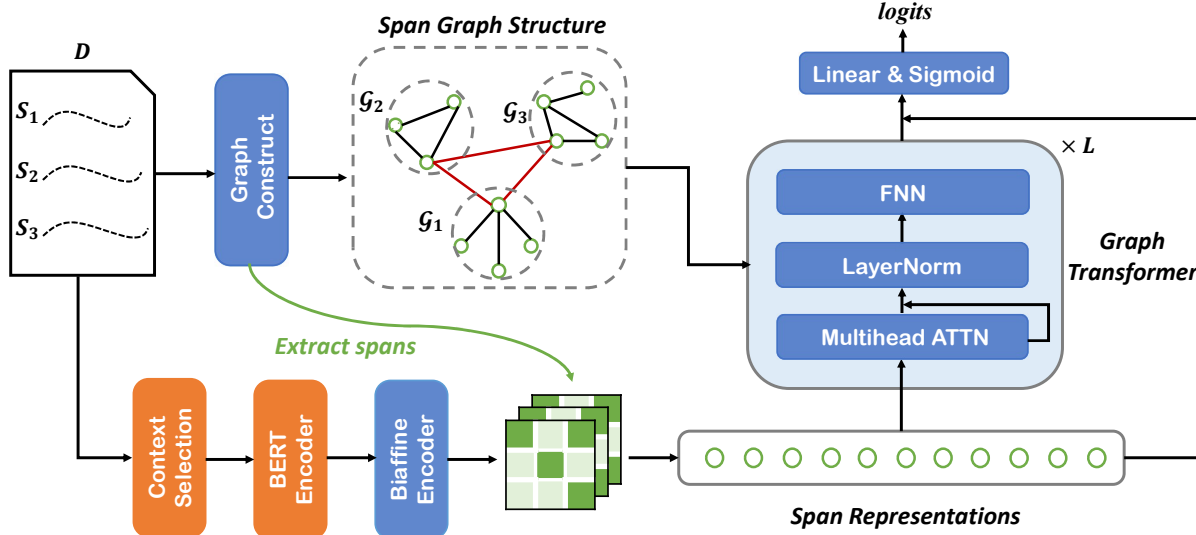 D
S₁
S₂
S₃
Graph
Construct
Span Graph Structure
𝒢₂
𝒢₃
𝒢₁
Extract spans
Context
Selection
BERT
Encoder
Biaffine
Encoder
logits
Linear & Sigmoid
× L
FNN
LayerNorm
Multihead ATTN
Graph
Transformer
Span Representations